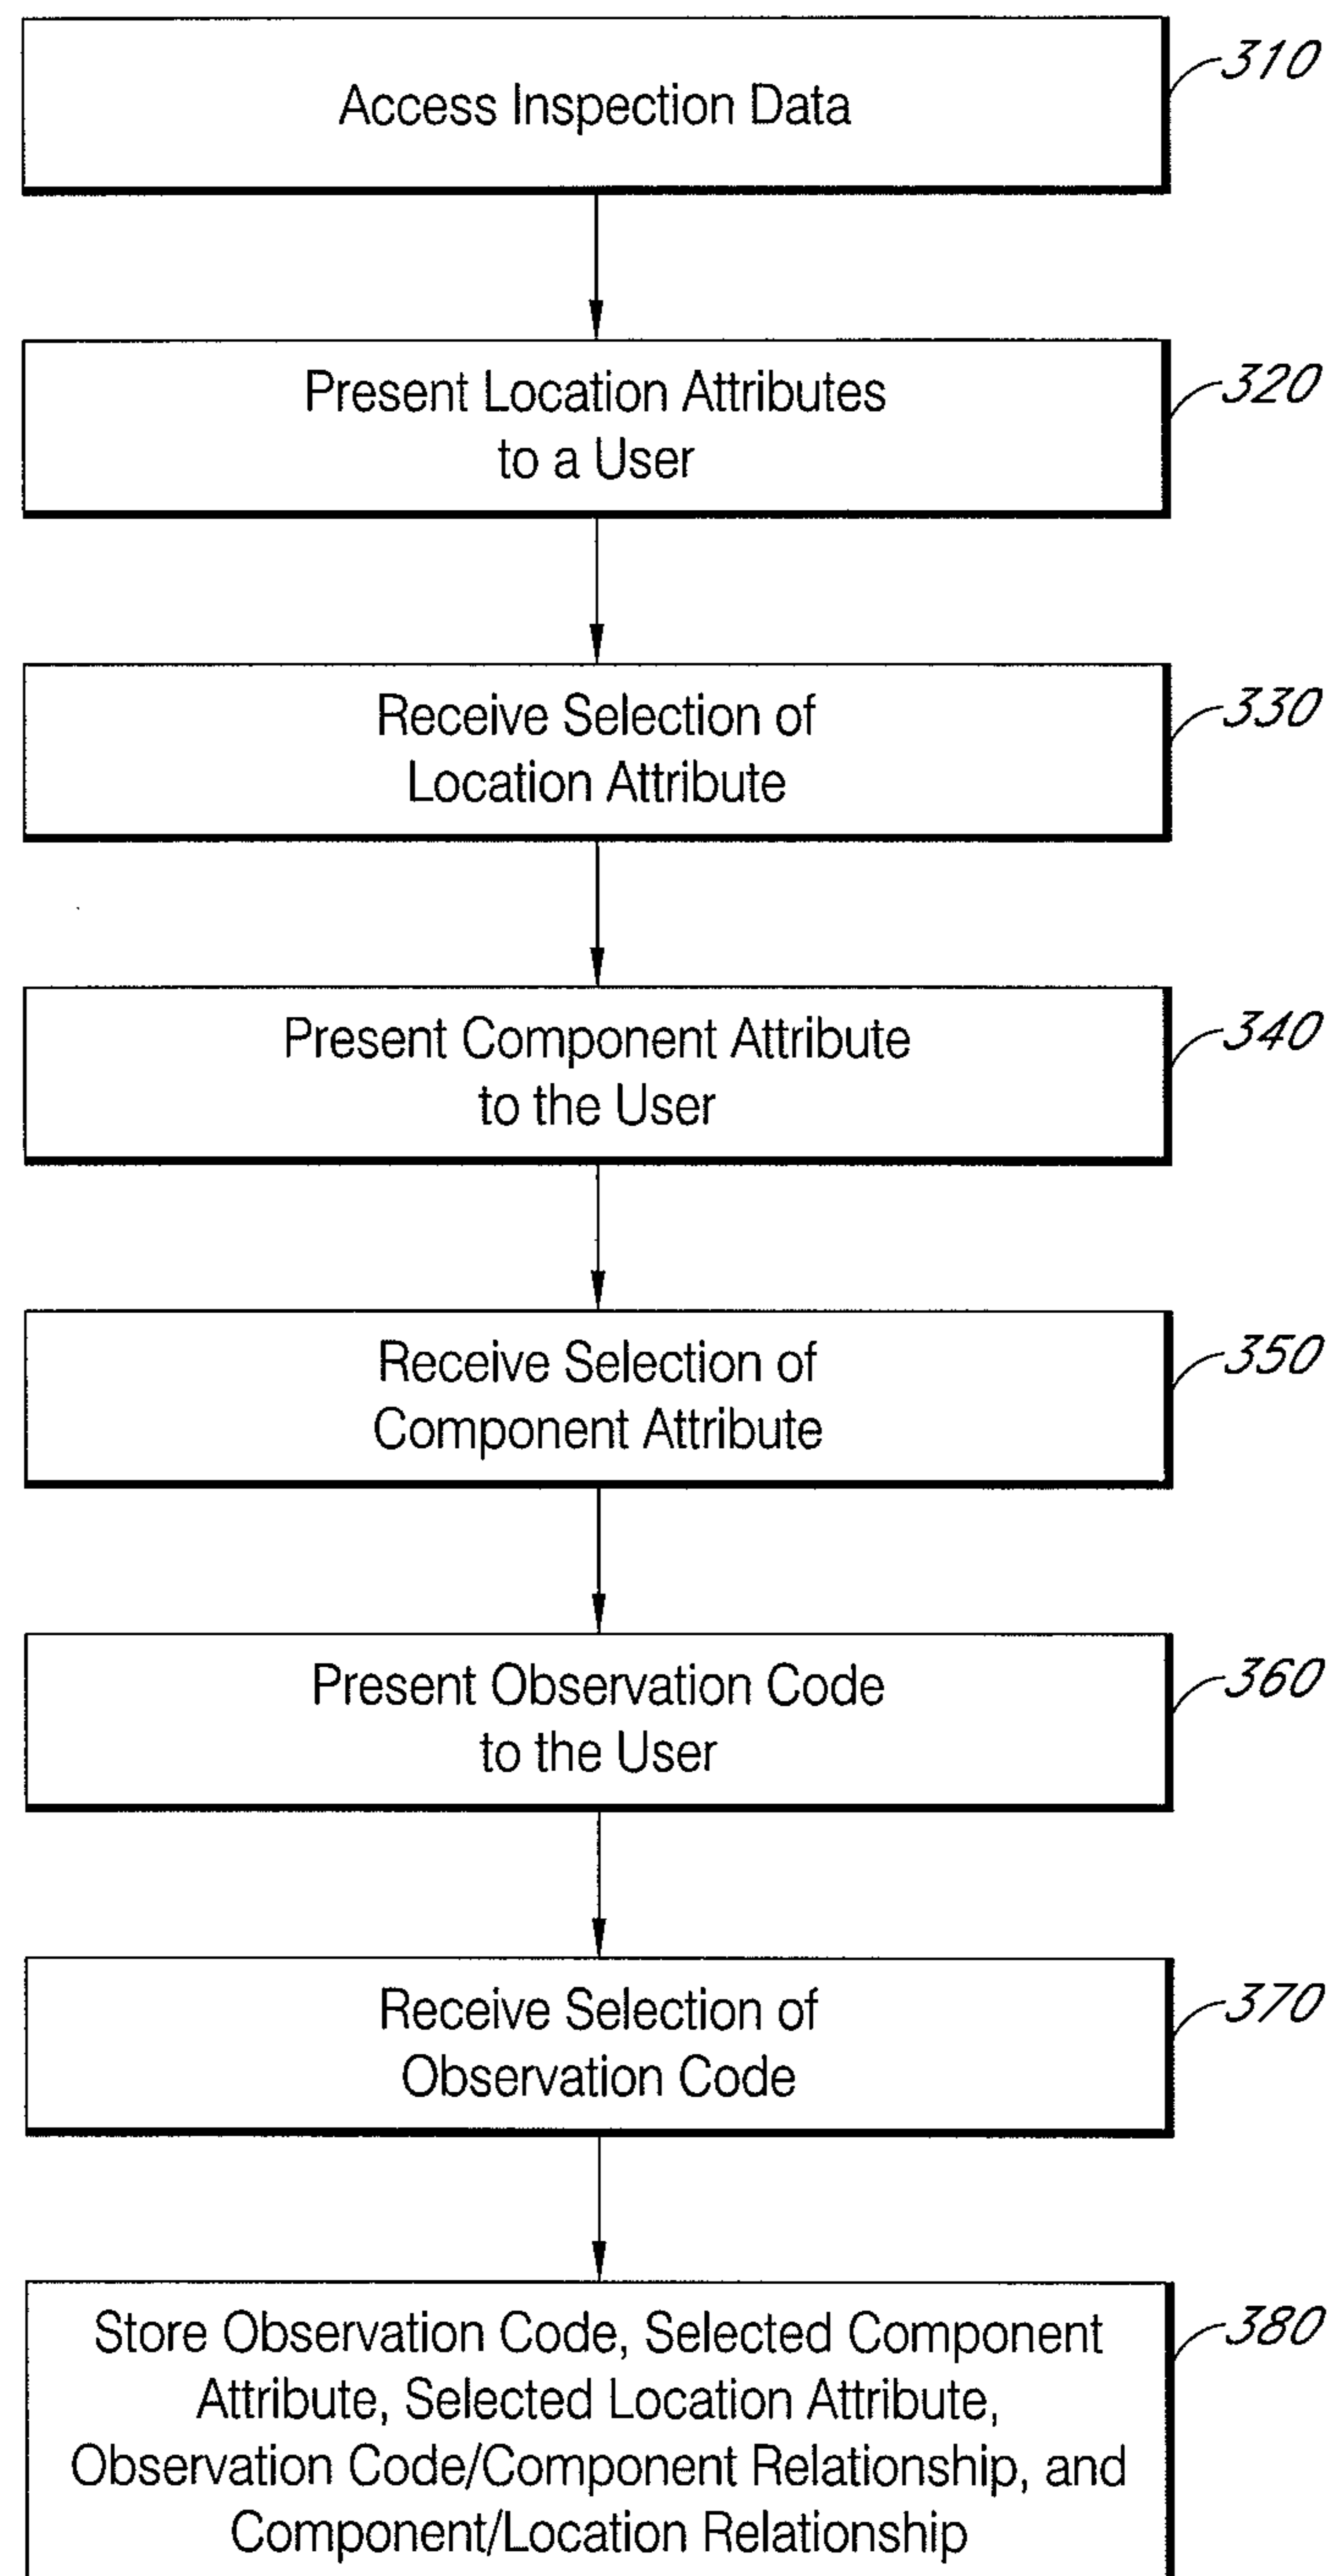 Access Inspection Data
310
Present Location Attributes
to a User
320
Receive Selection of
Location Attribute
330
Present Component Attribute
to the User
340
Receive Selection of
Component Attribute
350
Present Observation Code
to the User
360
Receive Selection of
Observation Code
370
Store Observation Code, Selected Component
Attribute, Selected Location Attribute,
Observation Code/Component Relationship, and
Component/Location Relationship
380